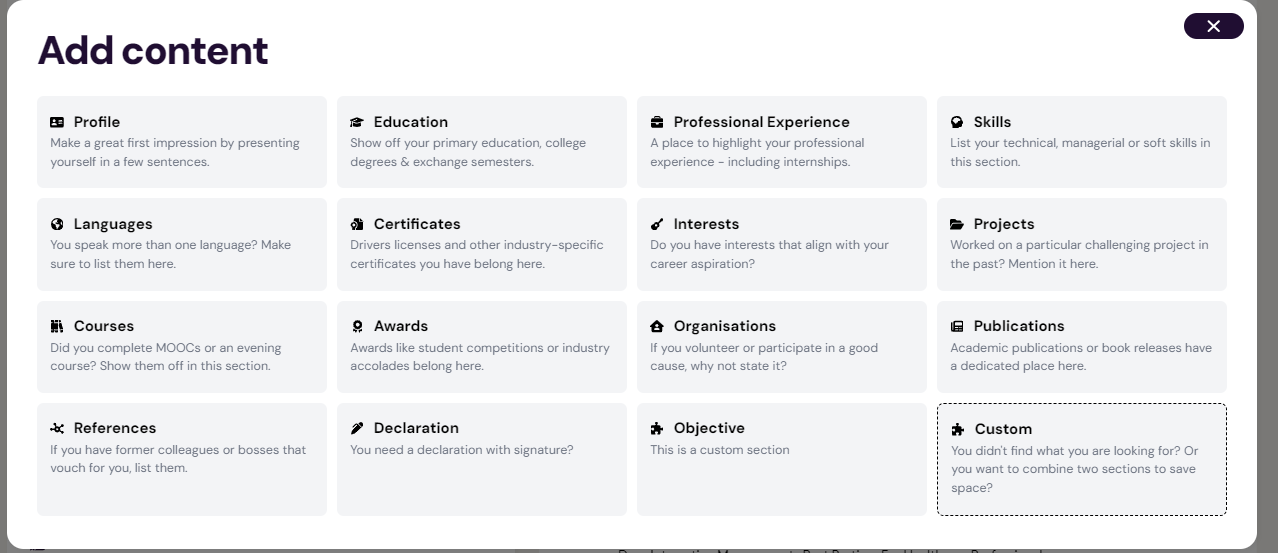 Add content
Profile
Make a great first impression by presenting
yourself in a few sentences.
Education
Show off your primary education, college
degrees & exchange semesters.
Professional Experience
A place to highlight your professional
experience - including internships.
Skills
List your technical, managerial or soft skills in
this section.
Languages
You speak more than one language? Make
sure to list them here.
Certificates
Drivers licenses and other industry-specific
certificates you have belong here.
Interests
Do you have interests that align with your
career aspiration?
Projects
Worked on a particular challenging project in
the past? Mention it here.
Courses
Did you complete MOOCs or an evening
course? Show them off in this section.
Awards
Awards like student competitions or industry
accolades belong here.
Organisations
If you volunteer or participate in a good
cause, why not state it?
Publications
Academic publications or book releases have
a dedicated place here.
References
If you have former colleagues or bosses that
vouch for you, list them.
Declaration
You need a declaration with signature?
Objective
This is a custom section
Custom
You didn't find what you are looking for? Or
you want to combine two sections to save
space?